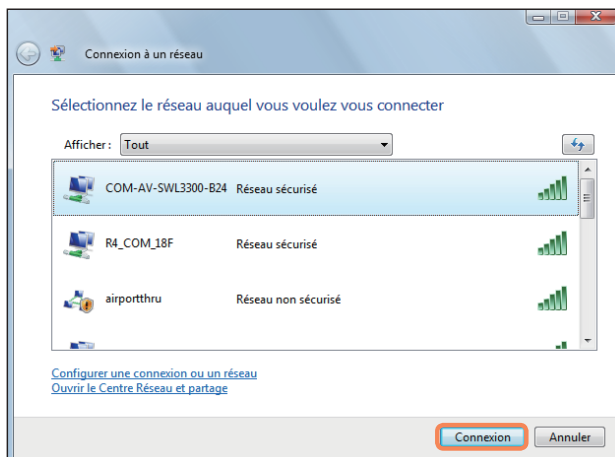 Connexion à un réseau
Sélectionnez le réseau auquel vous voulez vous connecter
Afficher : Tout
COM-AV-SWL3300-B24 Réseau sécurisé
R4_COM_18F Réseau sécurisé
airportthru Réseau non sécurisé
Configurer une connexion ou un réseau
Ouvrir le Centre Réseau et partage
Connexion Annuler